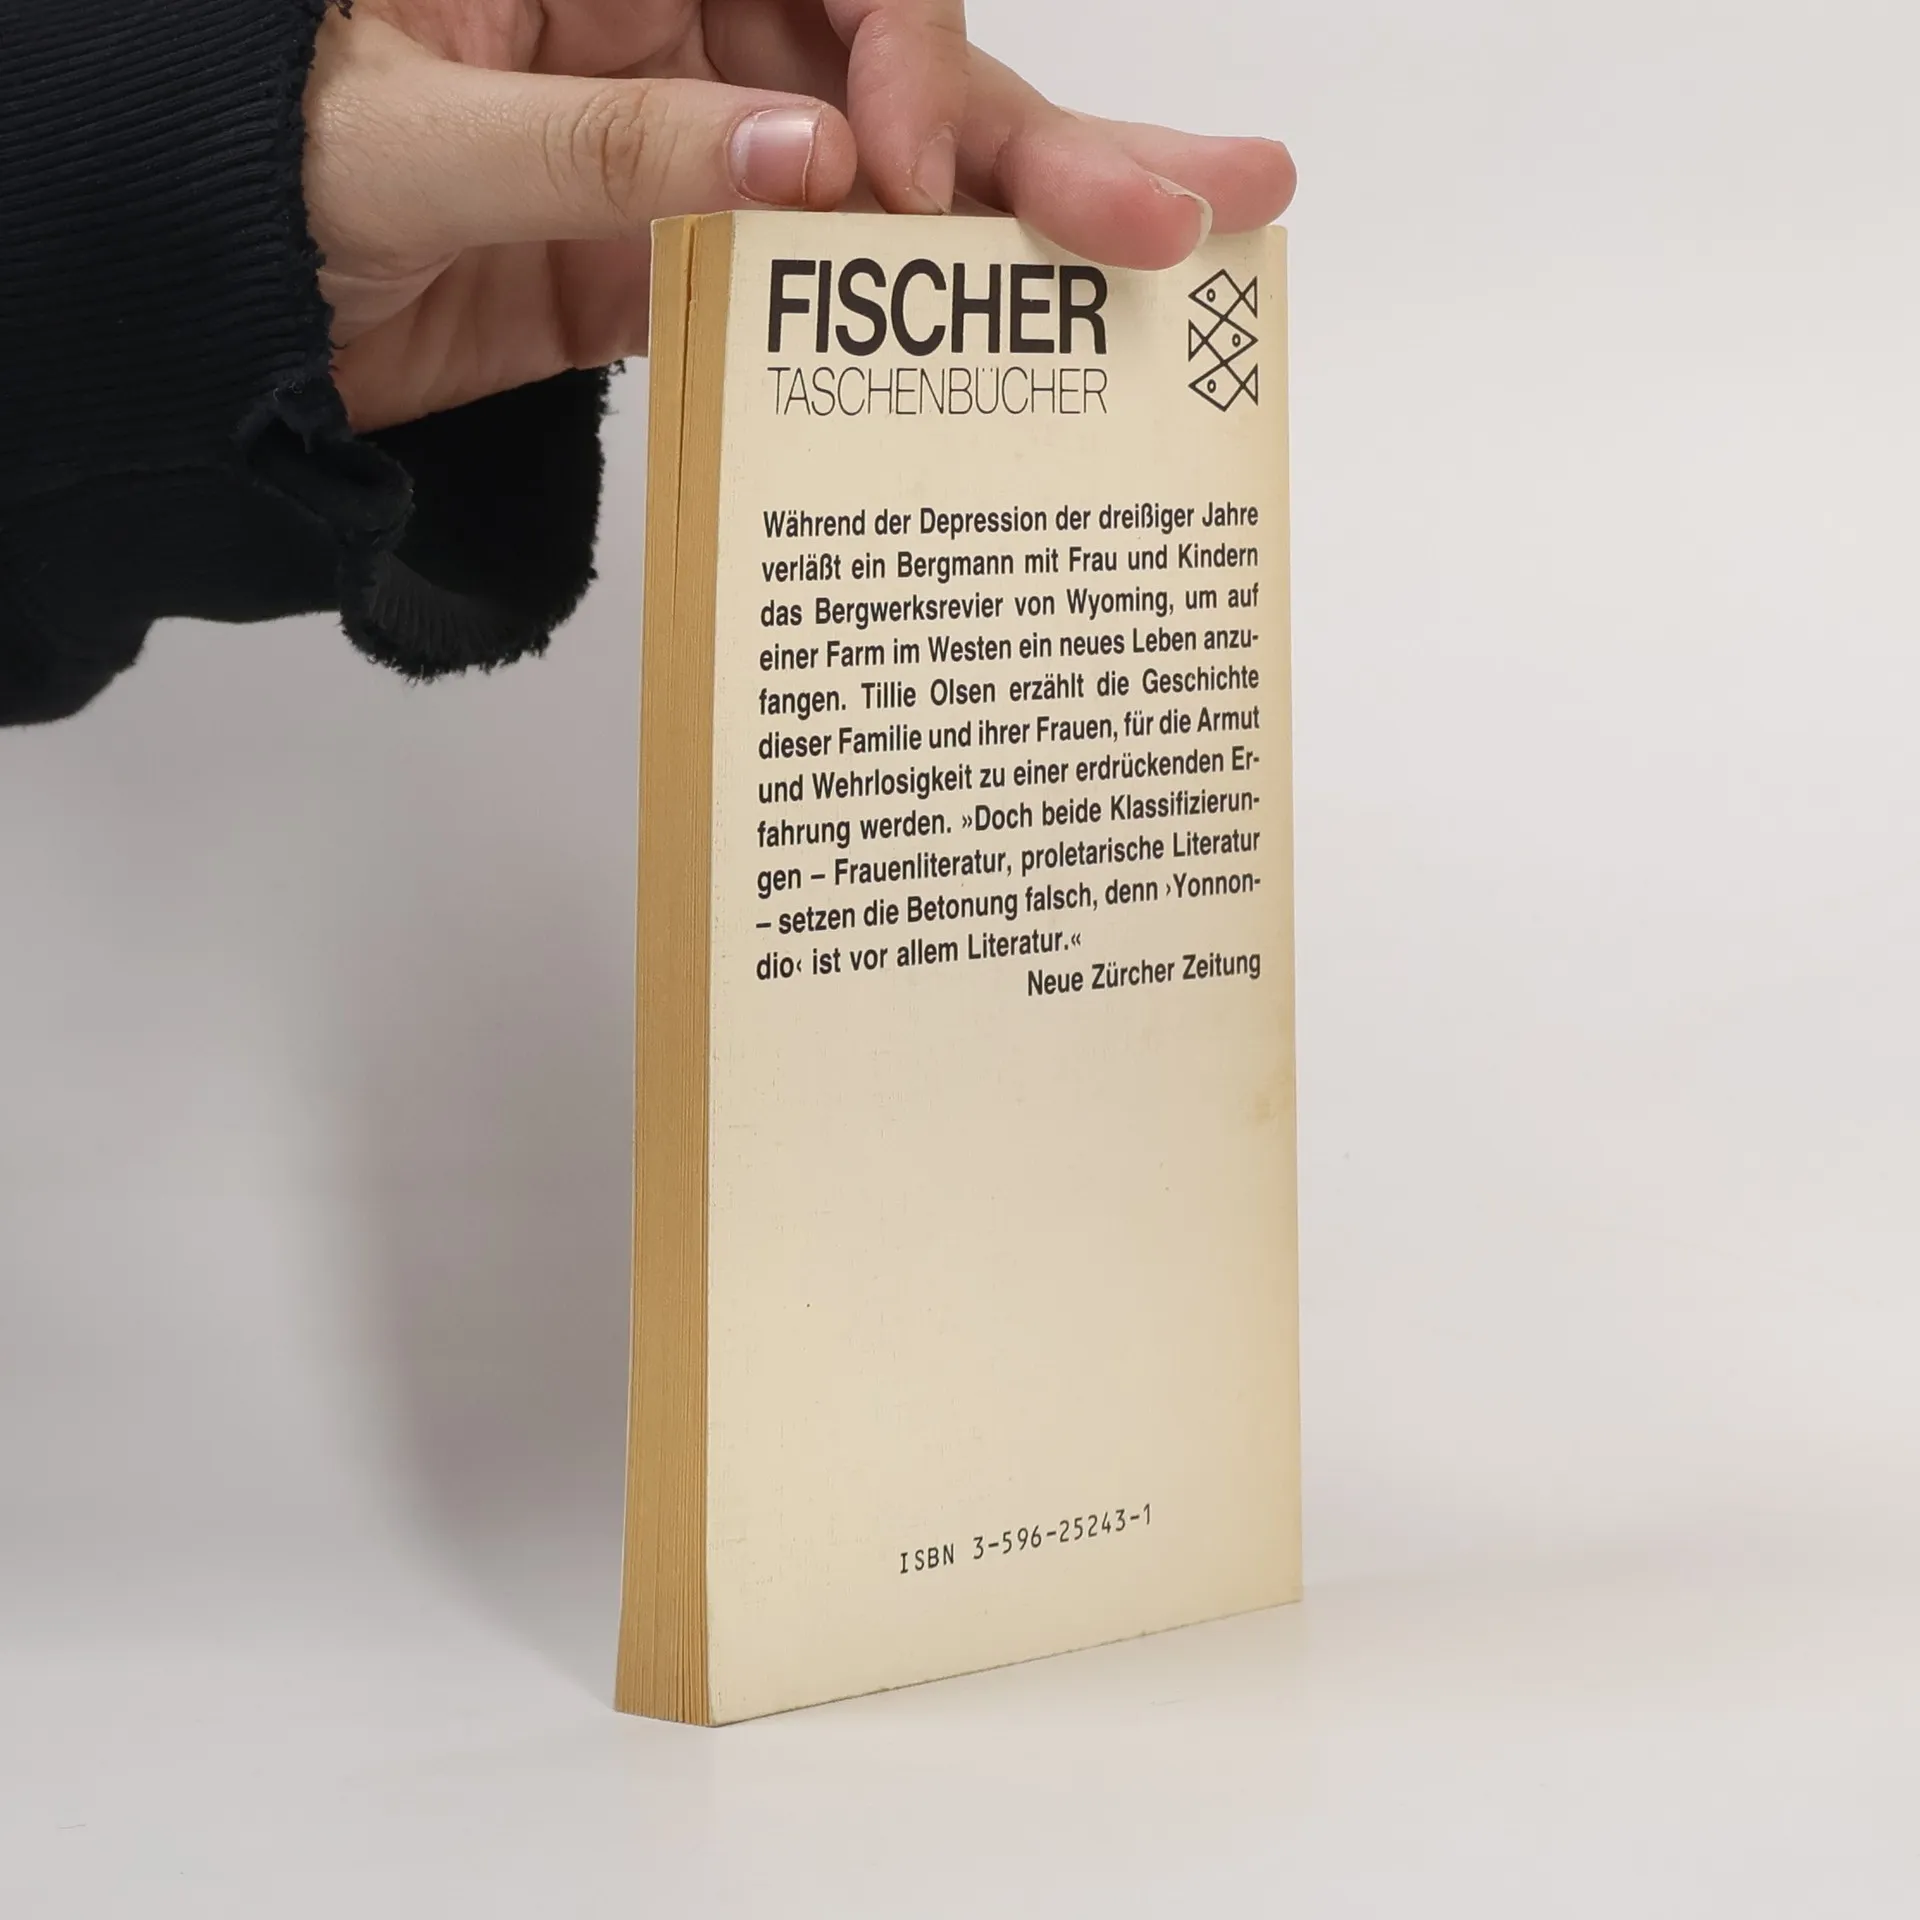 FISCHER
TASCHENBÜCHER
Während der Depression der dreißiger Jahre
verläßt ein Bergmann mit Frau und Kindern
das Bergwerksrevier von Wyoming, um auf
einer Farm im Westen ein neues Leben anzu-
fangen. Tillie Olsen erzählt die Geschichte
dieser Familie und ihrer Frauen, für die Armut
und Wehrlosigkeit zu einer erdrückenden Er-
fahrung werden. »Doch beide Klassifizierun-
gen – Frauenliteratur, proletarische Literatur
– setzen die Betonung falsch, denn ›Yonnon-
dio‹ ist vor allem Literatur.«
Neue Zürcher Zeitung
ISBN 3-596-25243-1